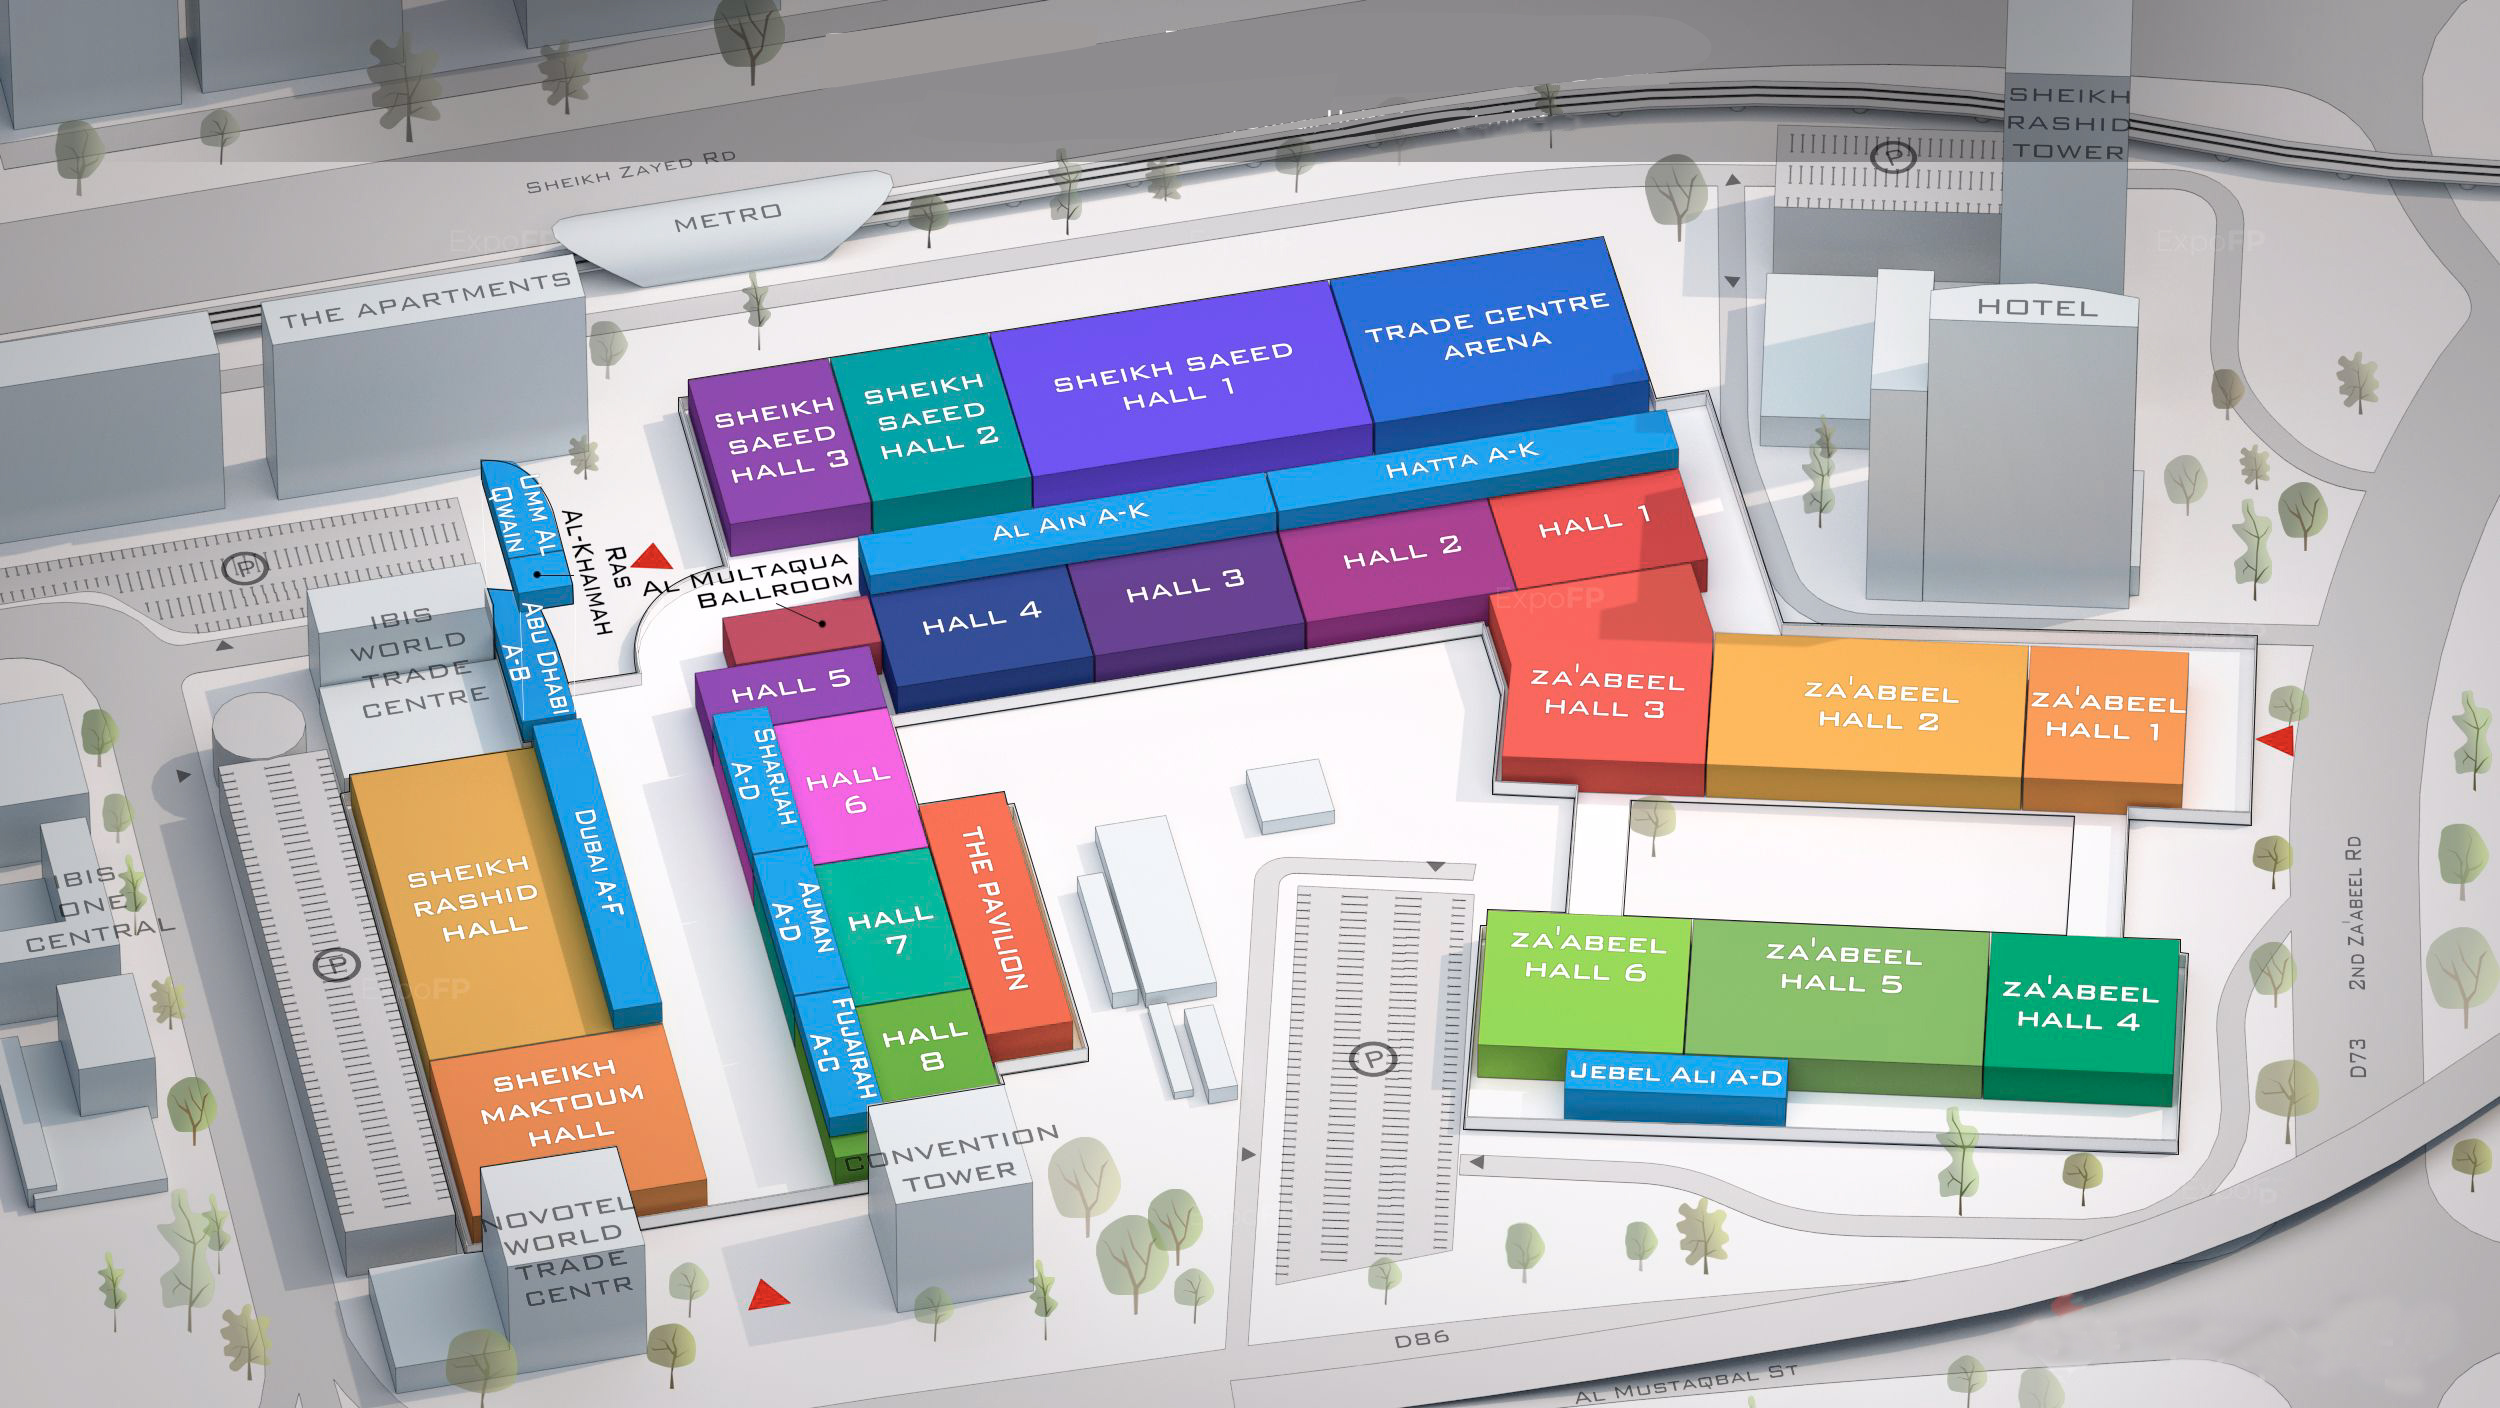 SHEIKH
RASHID
TOWER
P
SHEIKH ZAYED RD
METRO
ExpoFP
ExpoFP
ExpoFP
THE APARTMENTS
HOTEL
TRADE CENTRE
ARENA
SHEIKH SAEED
HALL 1
SHEIKH
SAEED
HALL 2
SHEIKH
SAEED
HALL 3
HATTA A-K
AL AIN A-K
UMM AL
QWAIN
RAS
AL-KHAIMAH
AL MULTAQUA
BALLROOM
HALL 1
HALL 2
HALL 3
HALL 4
P
IBIS
WORLD
TRADE
CENTRE
ABU DHABI
A-B
HALL 5
ExpoFP
ZA'ABEEL
HALL 3
ZA'ABEEL
HALL 2
ZA'ABEEL
HALL 1
SHARJAH
A-D
HALL
6
DUBAI A-F
THE PAVILION
SHEIKH
RASHID
HALL
AJMAN
A-D
HALL
7
IBIS
ONE
CENTRAL
P
ExpoFP
ZA'ABEEL
HALL 6
ZA'ABEEL
HALL 5
ZA'ABEEL
HALL 4
2ND ZA'ABEEL RD
D73
FUJAIRAH
A-C
HALL
8
P
JEBEL ALI A-D
SHEIKH
MAKTOUM
HALL
CONVENTION
TOWER
NOVOTEL
WORLD
TRADE
CENTR
D86
AL MUSTAQBAL ST